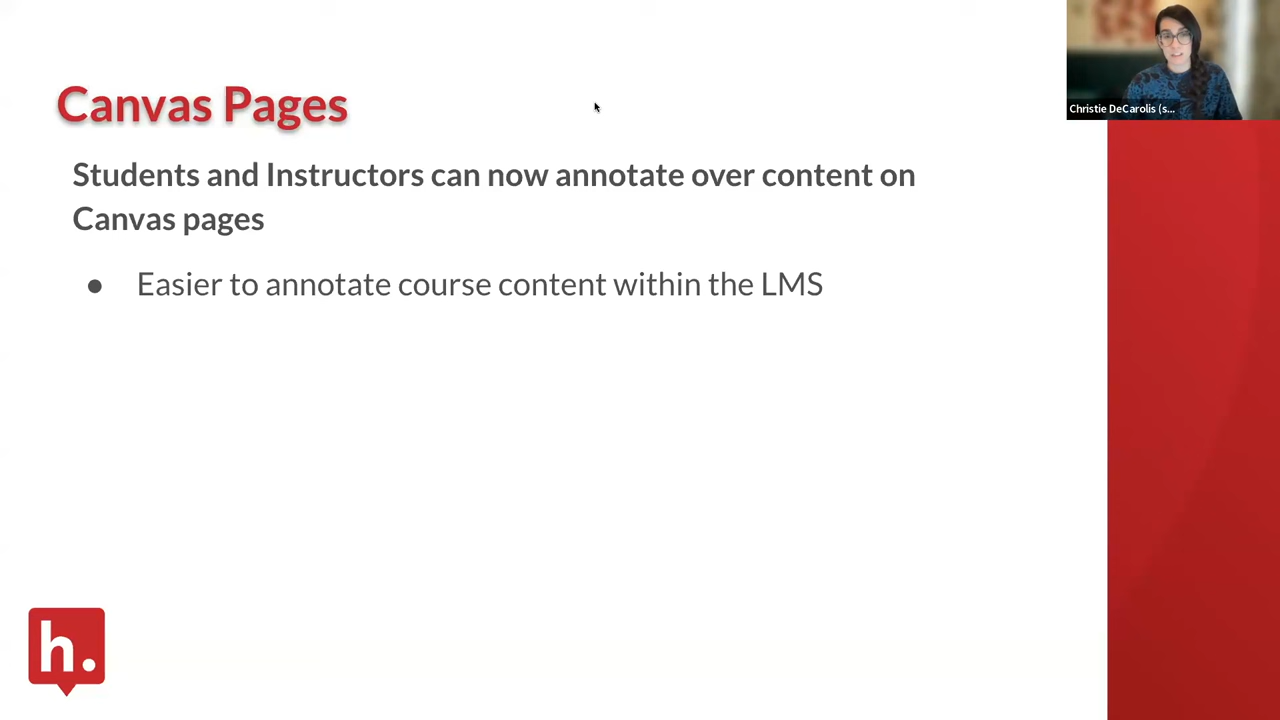 Canvas Pages
Students and Instructors can now annotate over content on
Canvas pages
● Easier to annotate course content within the LMS
Christie DeCarolis (s...
h.